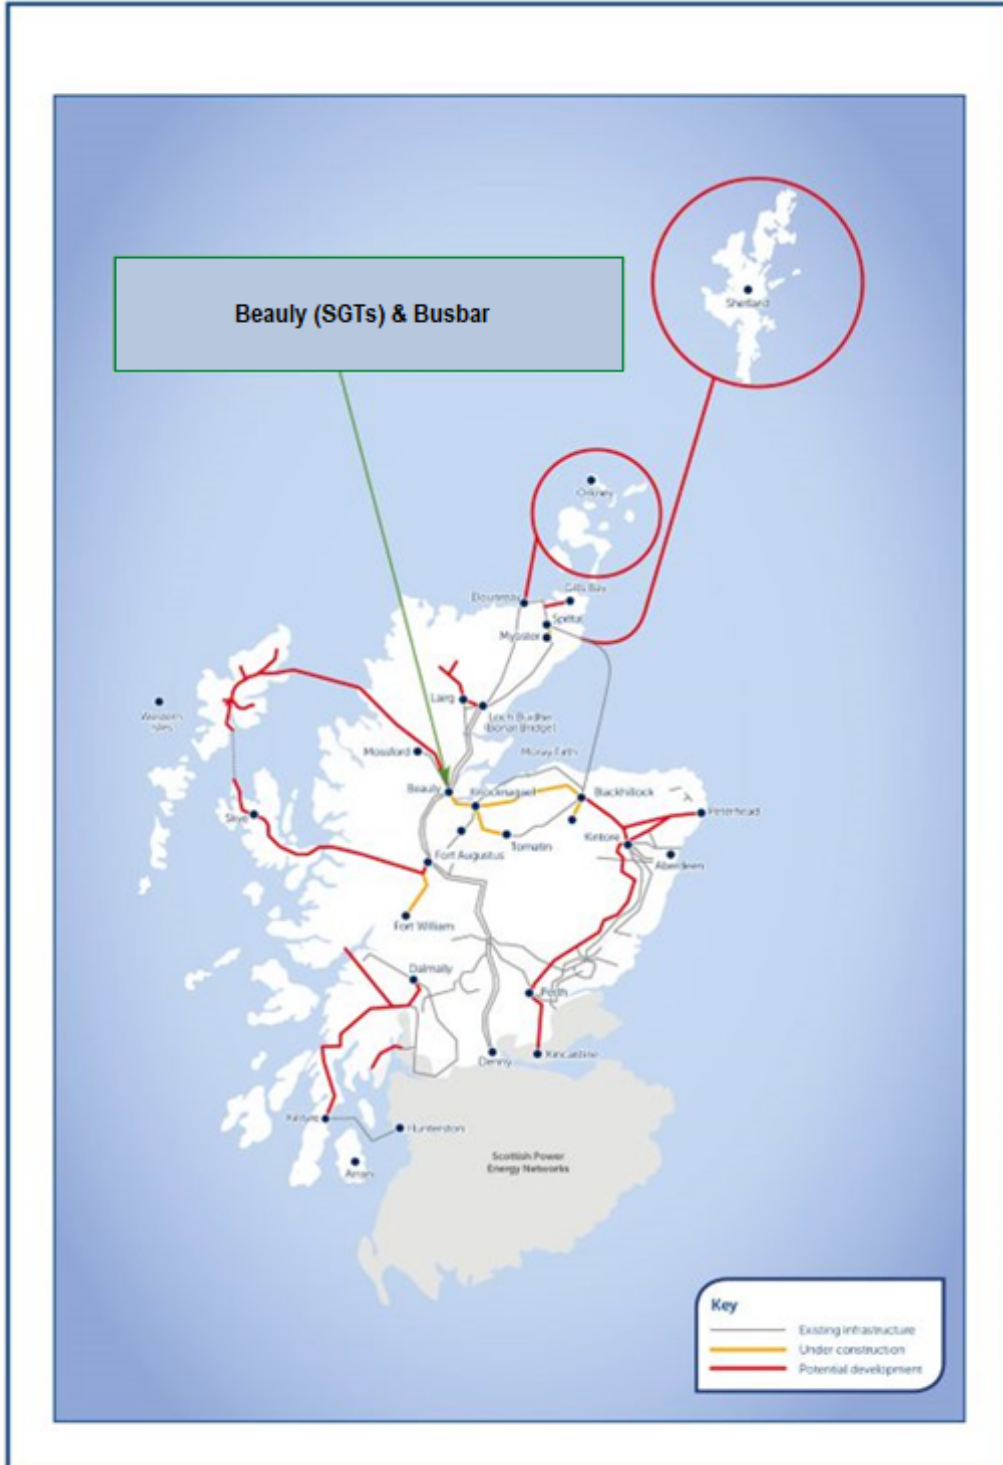 Beauly (SGTs) & Busbar
Shetland
Orkney
Dounreay
Gills Bay
Spittal
Mybster
Western
Isles
Lairg
Loch Buidhe
(Bonar Bridge)
Mossford
Moray Firth
Beauly
Knocknagael
Blackhillock
Peterhead
Skye
Tomatin
Kintore
Fort Augustus
Aberdeen
Fort William
Dalmally
Perth
Denny
Kincardine
Kintyre
Hunterston
Arran
Scottish Power
Energy Networks
Key
Existing infrastructure
Under construction
Potential development